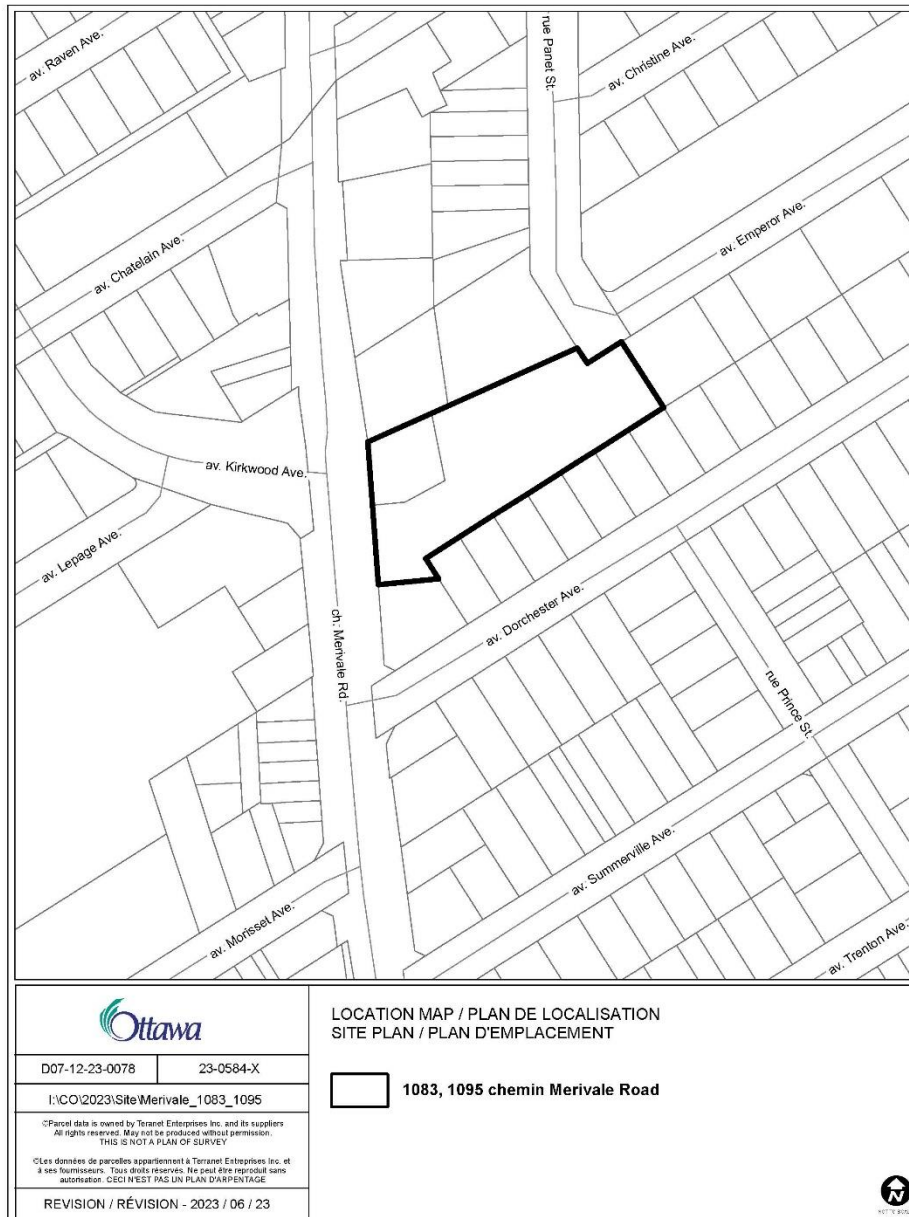 av. Raven Ave.
rue Panet St.
av. Christine Ave.
av. Chatelain Ave.
av. Emperor Ave.
av. Kirkwood Ave.
av. Lepage Ave.
ch. Merivale Rd.
av. Dorchester Ave.
rue Prince St.
av. Summerville Ave.
av. Morisset Ave.
av. Trenton Ave.
Ottawa
D07-12-23-0078
23-0584-X
I:\CO\2023\Site\Merivale_1083_1095
©Parcel data is owned by Teranet Enterprises Inc. and its suppliers
All rights reserved. May not be produced without permission.
THIS IS NOT A PLAN OF SURVEY
©Les données de parcelles appartiennent à Terranet Entreprises Inc. et
à ses fournisseurs. Tous droits réservés. Ne peut être reproduit sans
autorisation. CECI N'EST PAS UN PLAN D'ARPENTAGE
REVISION / RÉVISION - 2023 / 06 / 23
LOCATION MAP / PLAN DE LOCALISATION
SITE PLAN / PLAN D'EMPLACEMENT
1083, 1095 chemin Merivale Road
N
NOT TO SCALE